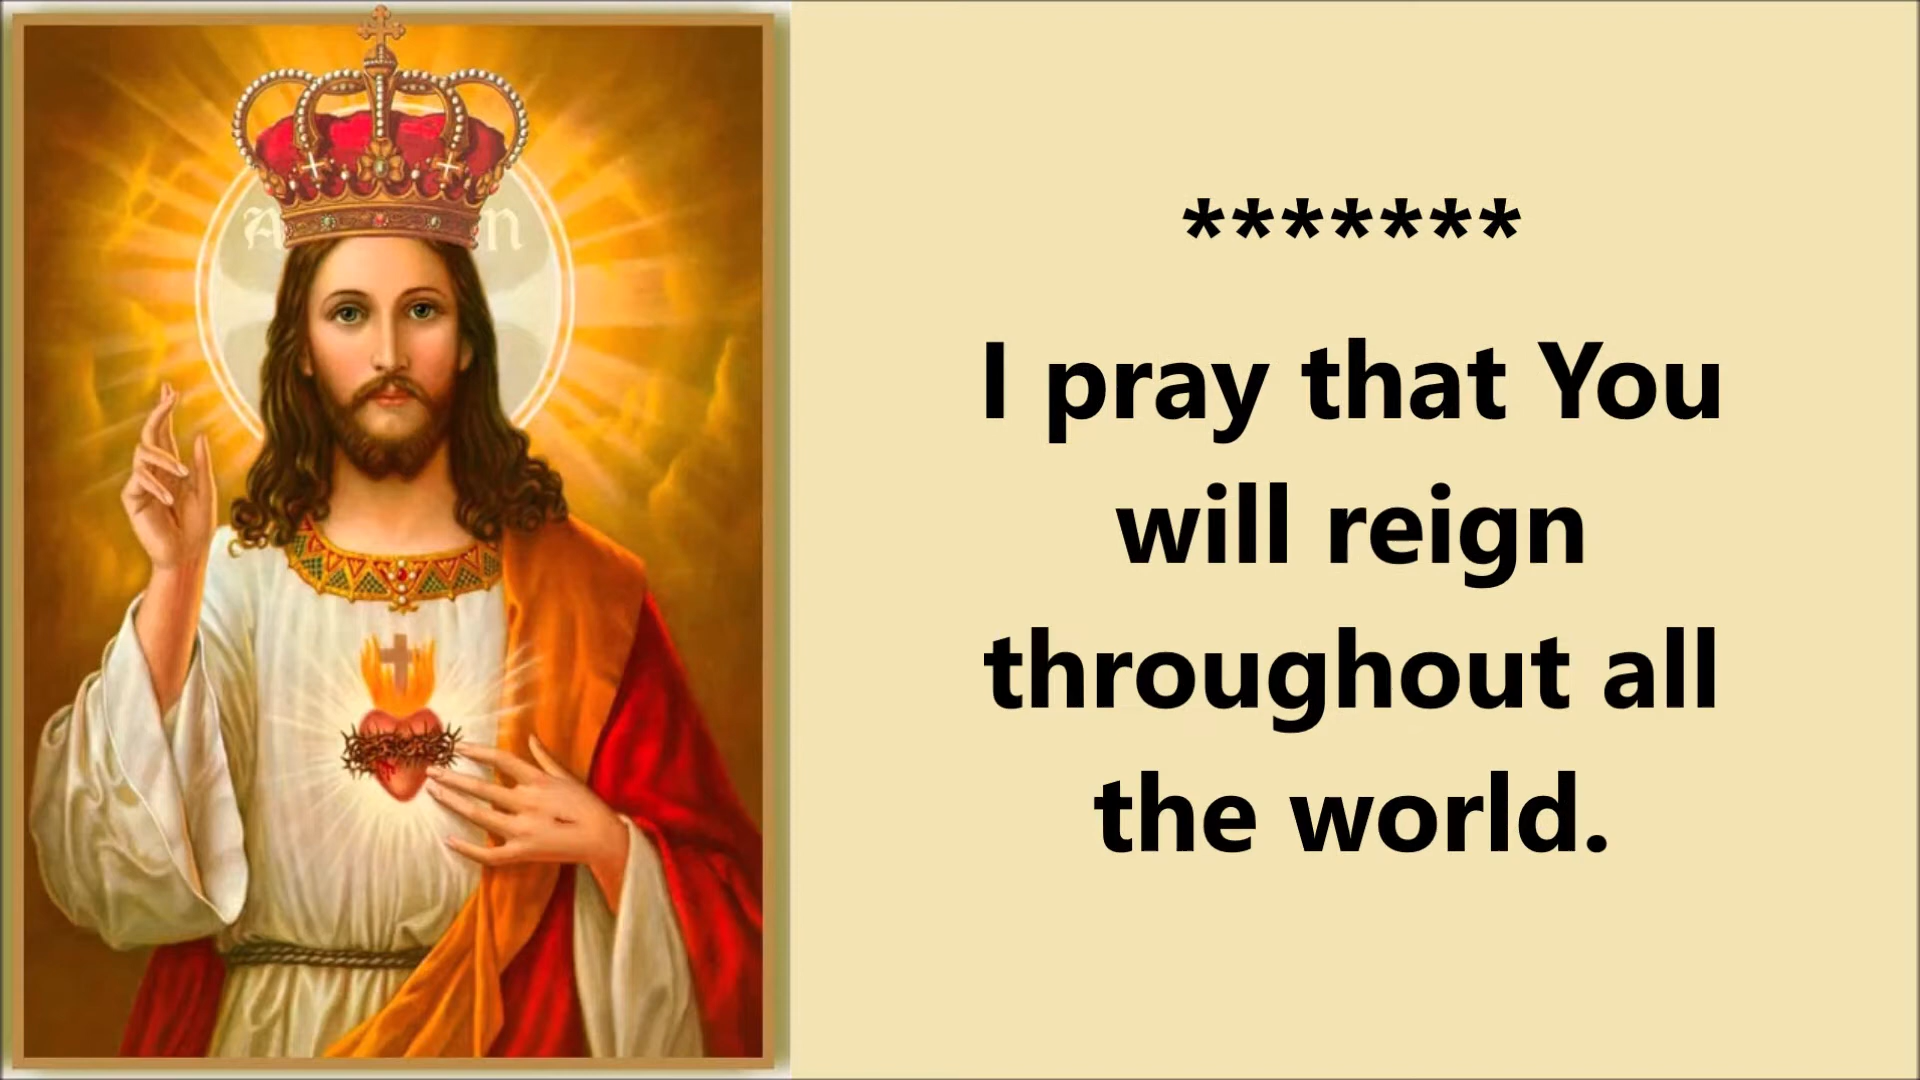 *******
I pray that You
will reign
throughout all
the world.